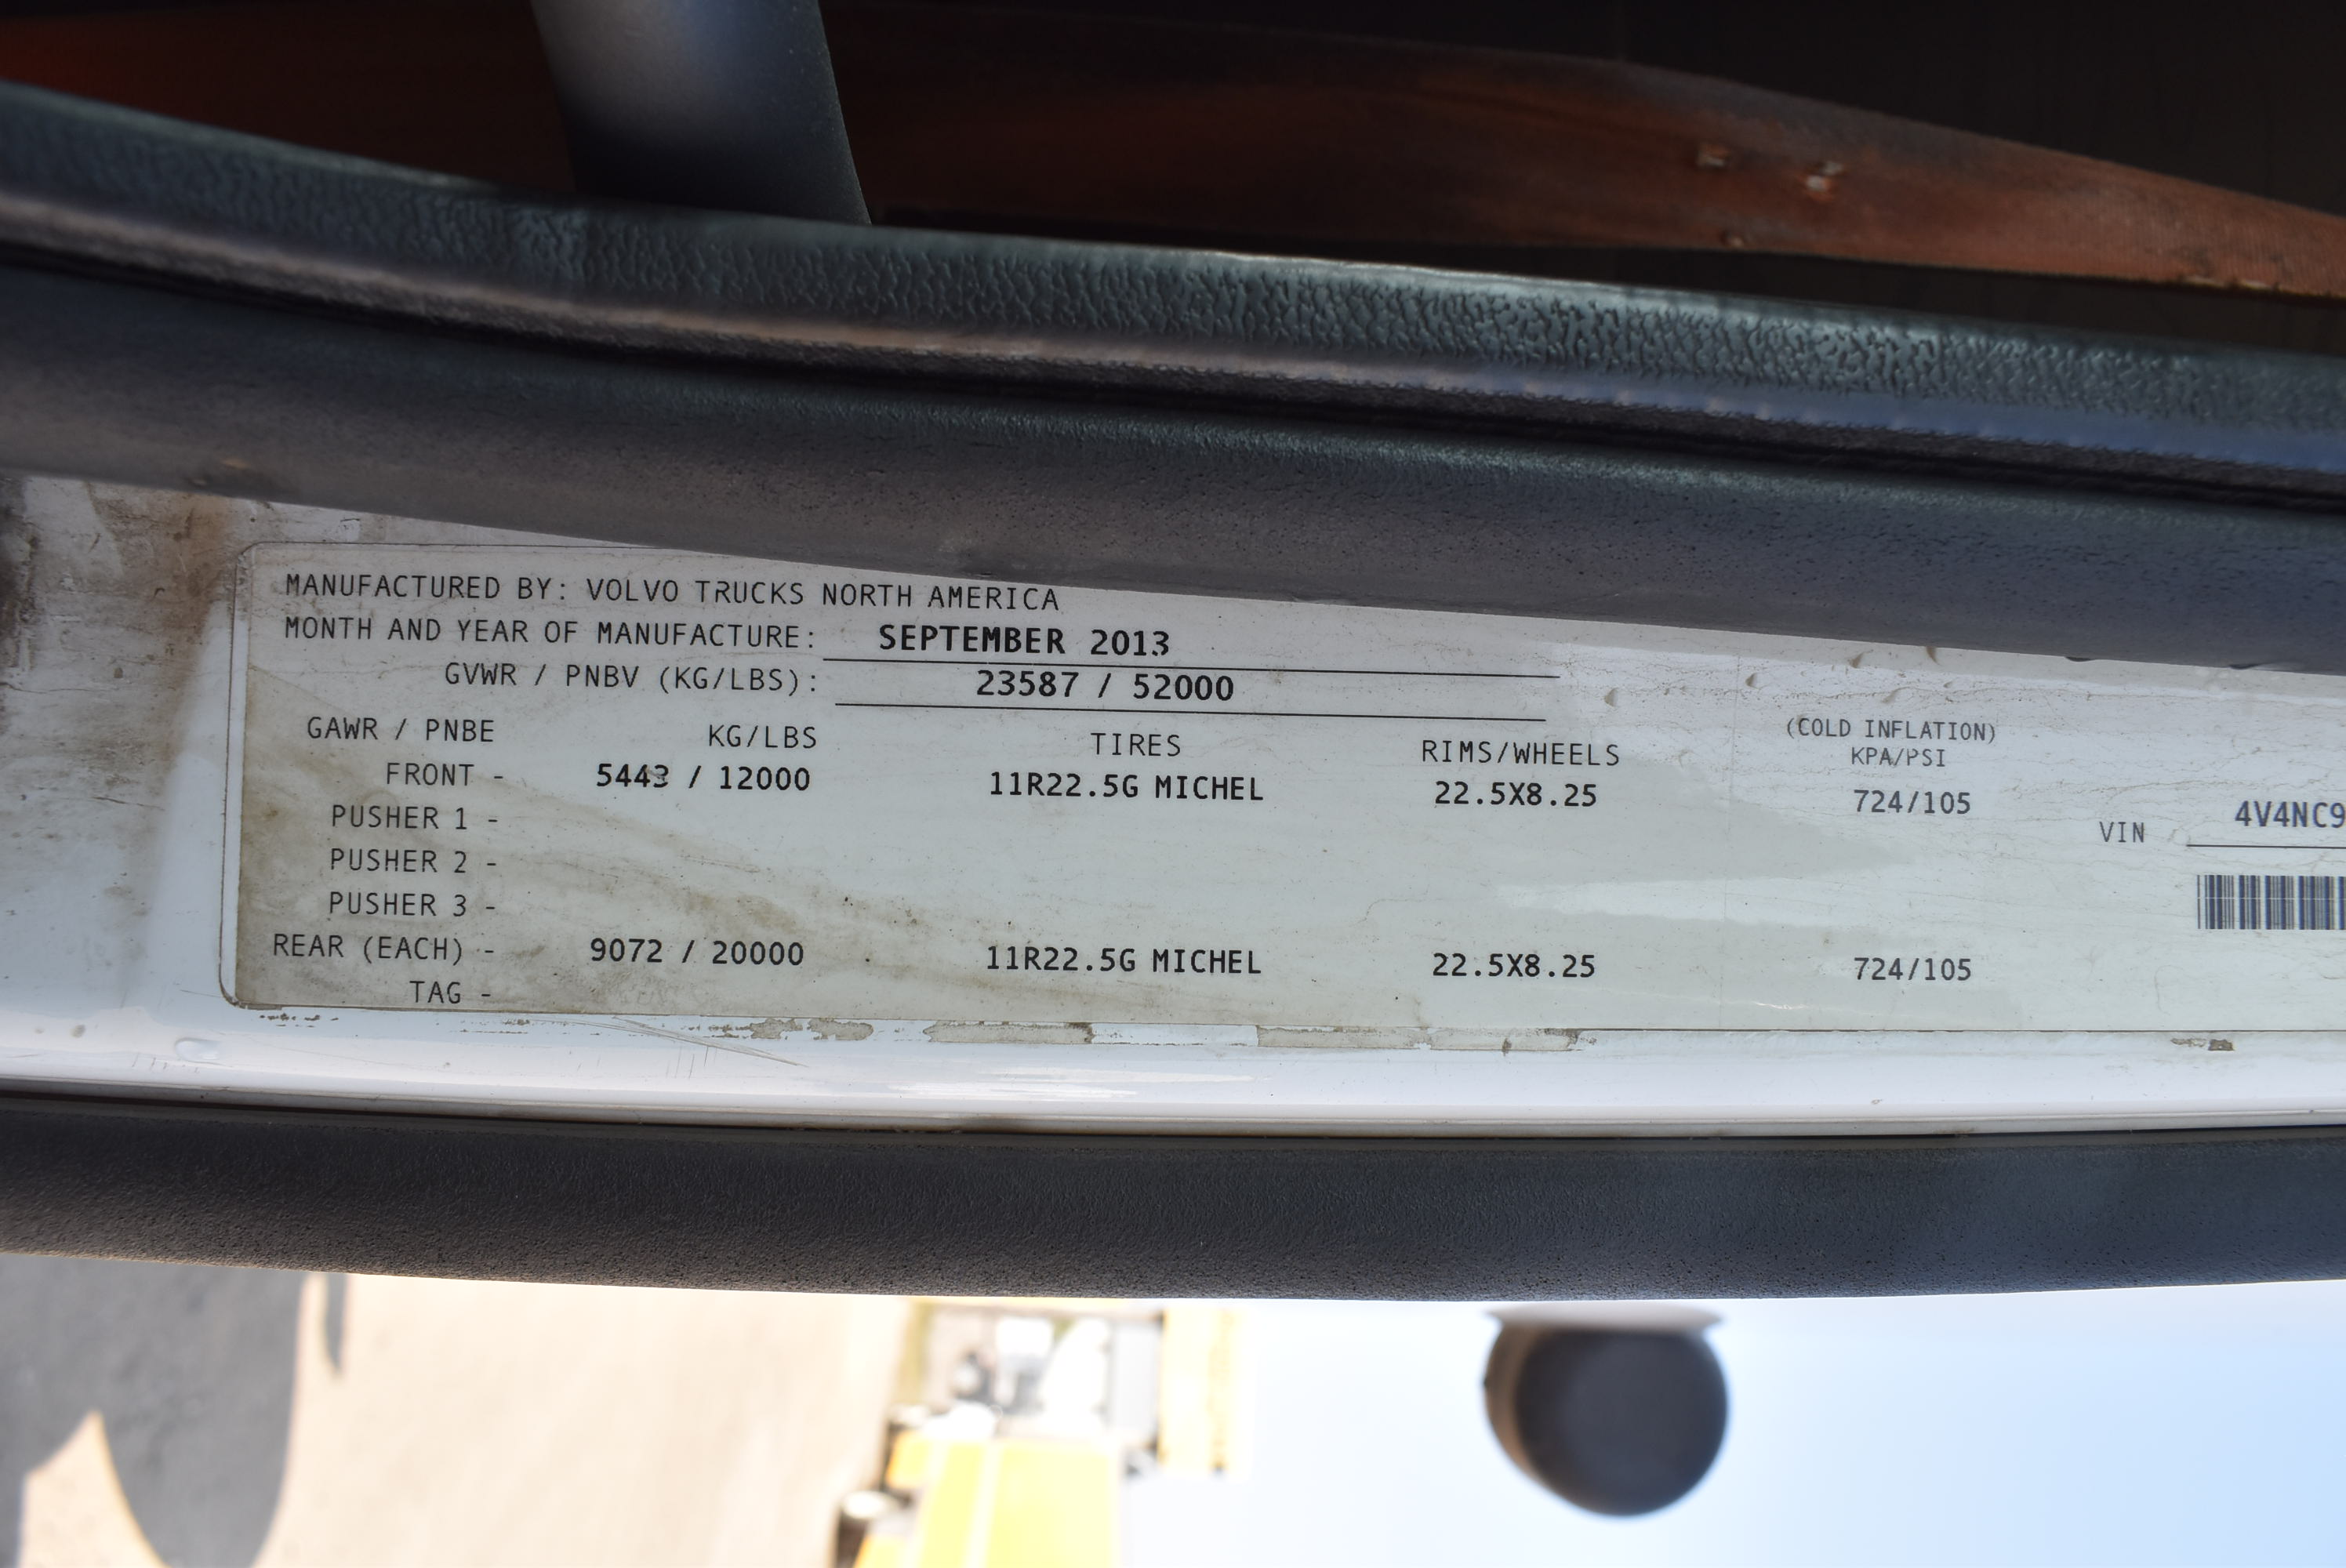 MANUFACTURED BY: VOLVO TRUCKS NORTH AMERICA
MONTH AND YEAR OF MANUFACTURE: SEPTEMBER 2013
GVWR / PNBV (KG/LBS): 23587 / 52000
GAWR / PNBE KG/LBS TIRES RIMS/WHEELS (COLD INFLATION) KPA/PSI
FRONT - 5443 / 12000 11R22.5G MICHEL 22.5X8.25 724/105
PUSHER 1 -
PUSHER 2 -
PUSHER 3 -
REAR (EACH) - 9072 / 20000 11R22.5G MICHEL 22.5X8.25 724/105
TAG -
VIN 4V4NC9